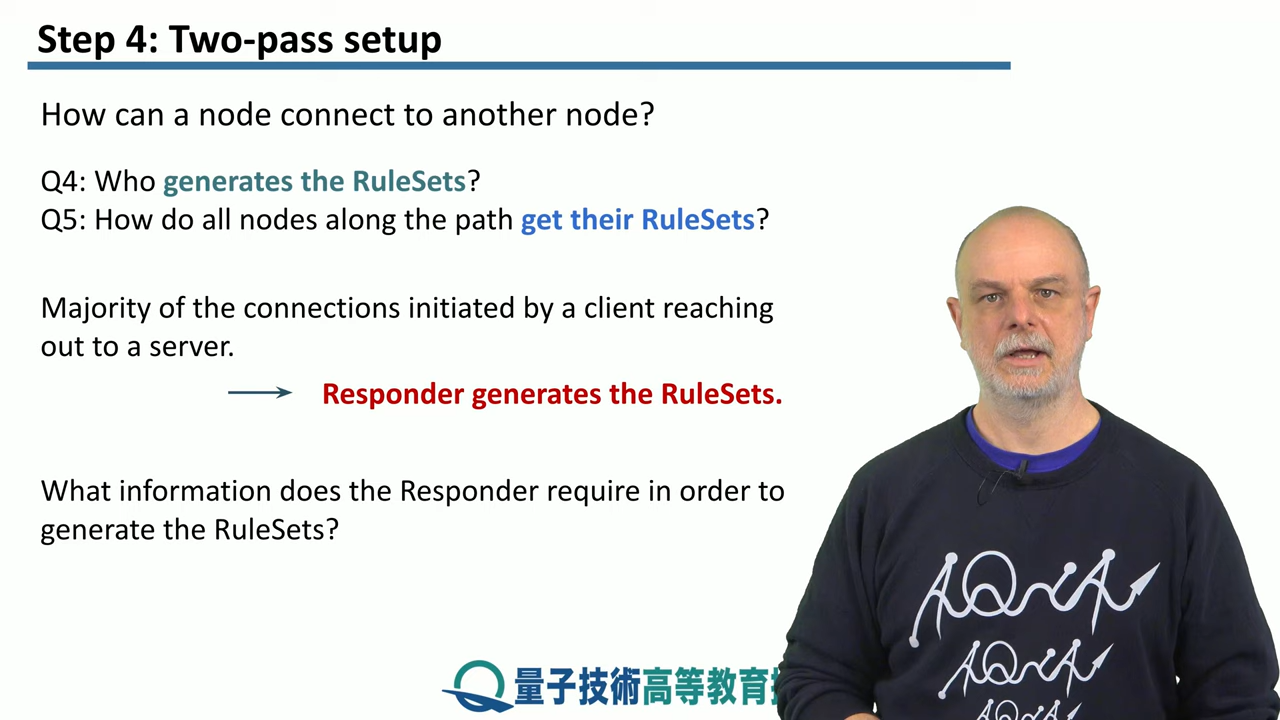 Step 4: Two-pass setup
How can a node connect to another node?
Q4: Who generates the RuleSets?
Q5: How do all nodes along the path get their RuleSets?
Majority of the connections initiated by a client reaching
out to a server.
Responder generates the RuleSets.
What information does the Responder require in order to
generate the RuleSets?
AQUA
AQUA
量子技術高等教育